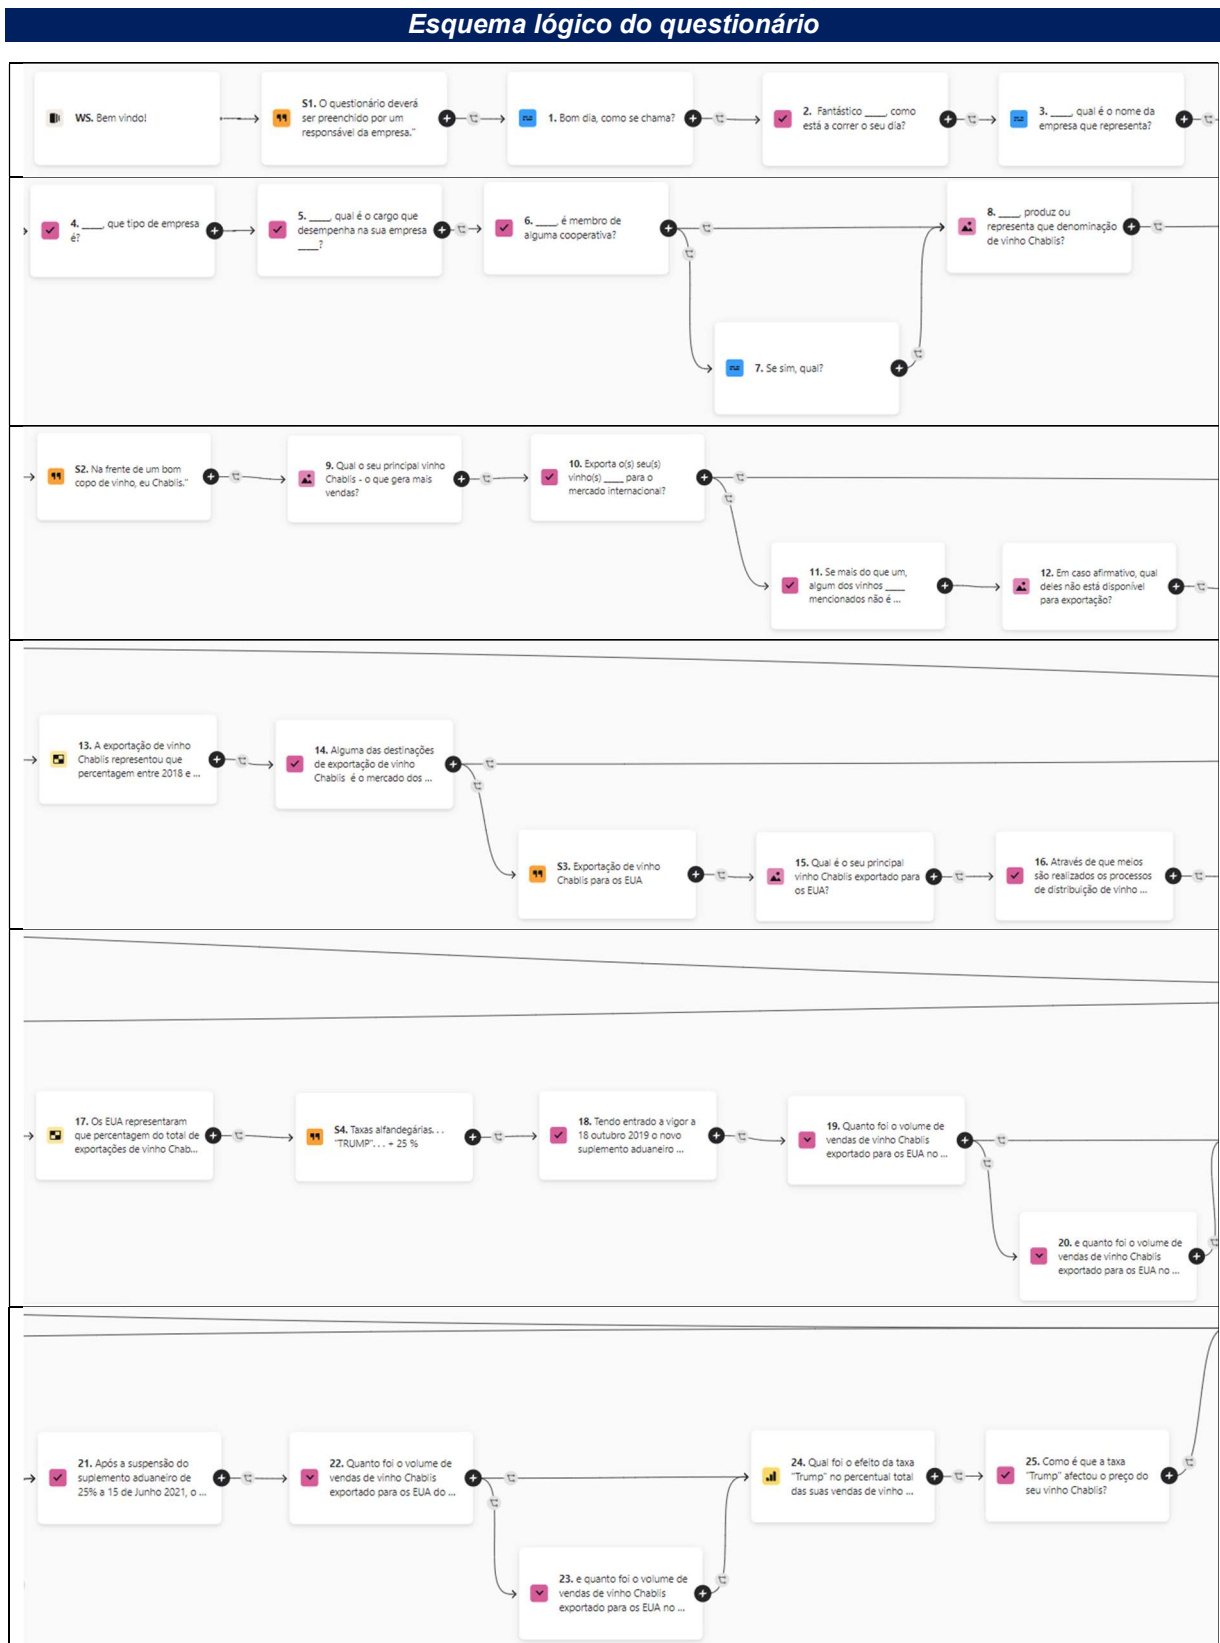 Esquema lógico do questionário
WS. Bem vindo!
S1. O questionário deverá
ser preenchido por um
responsável da empresa."
1. Bom dia, como se chama?
2. Fantástico ____, como
está a correr o seu dia?
3. ____, qual é o nome da
empresa que representa?
4. ____, que tipo de empresa
é?
5. ____, qual é o cargo que
desempenha na sua empresa
____?
6. ____, é membro de
alguma cooperativa?
8. ____, produz ou
representa que denominação
de vinho Chablis?
7. Se sim, qual?
S2. Na frente de um bom
copo de vinho, eu Chablis."
9. Qual o seu principal vinho
Chablis - o que gera mais
vendas?
10. Exporta o(s) seu(s)
vinho(s) ____ para o
mercado internacional?
11. Se mais do que um,
algum dos vinhos ____
mencionados não é ...
12. Em caso afirmativo, qual
deles não está disponível
para exportação?
13. A exportação de vinho
Chablis representou que
percentagem entre 2018 e ...
14. Alguma das destinações
de exportação de vinho
Chablis é o mercado dos ...
S3. Exportação de vinho
Chablis para os EUA
15. Qual é o seu principal
vinho Chablis exportado para
os EUA?
16. Através de que meios
são realizados os processos
de distribuição de vinho ...
17. Os EUA representaram
que percentagem do total de
exportações de vinho Chab...
S4. Taxas alfandegárias. . .
"TRUMP". . . + 25 %
18. Tendo entrado a vigor a
18 outubro 2019 o novo
suplemento aduaneiro ...
19. Quanto foi o volume de
vendas de vinho Chablis
exportado para os EUA no ...
20. e quanto foi o volume de
vendas de vinho Chablis
exportado para os EUA no ...
21. Após a suspensão do
suplemento aduaneiro de
25% a 15 de Junho 2021, o ...
22. Quanto foi o volume de
vendas de vinho Chablis
exportado para os EUA do ...
24. Qual foi o efeito da taxa
"Trump" no percentual total
das suas vendas de vinho ...
25. Como é que a taxa
"Trump" afectou o preço do
seu vinho Chablis?
23. e quanto foi o volume de
vendas de vinho Chablis
exportado para os EUA no ...